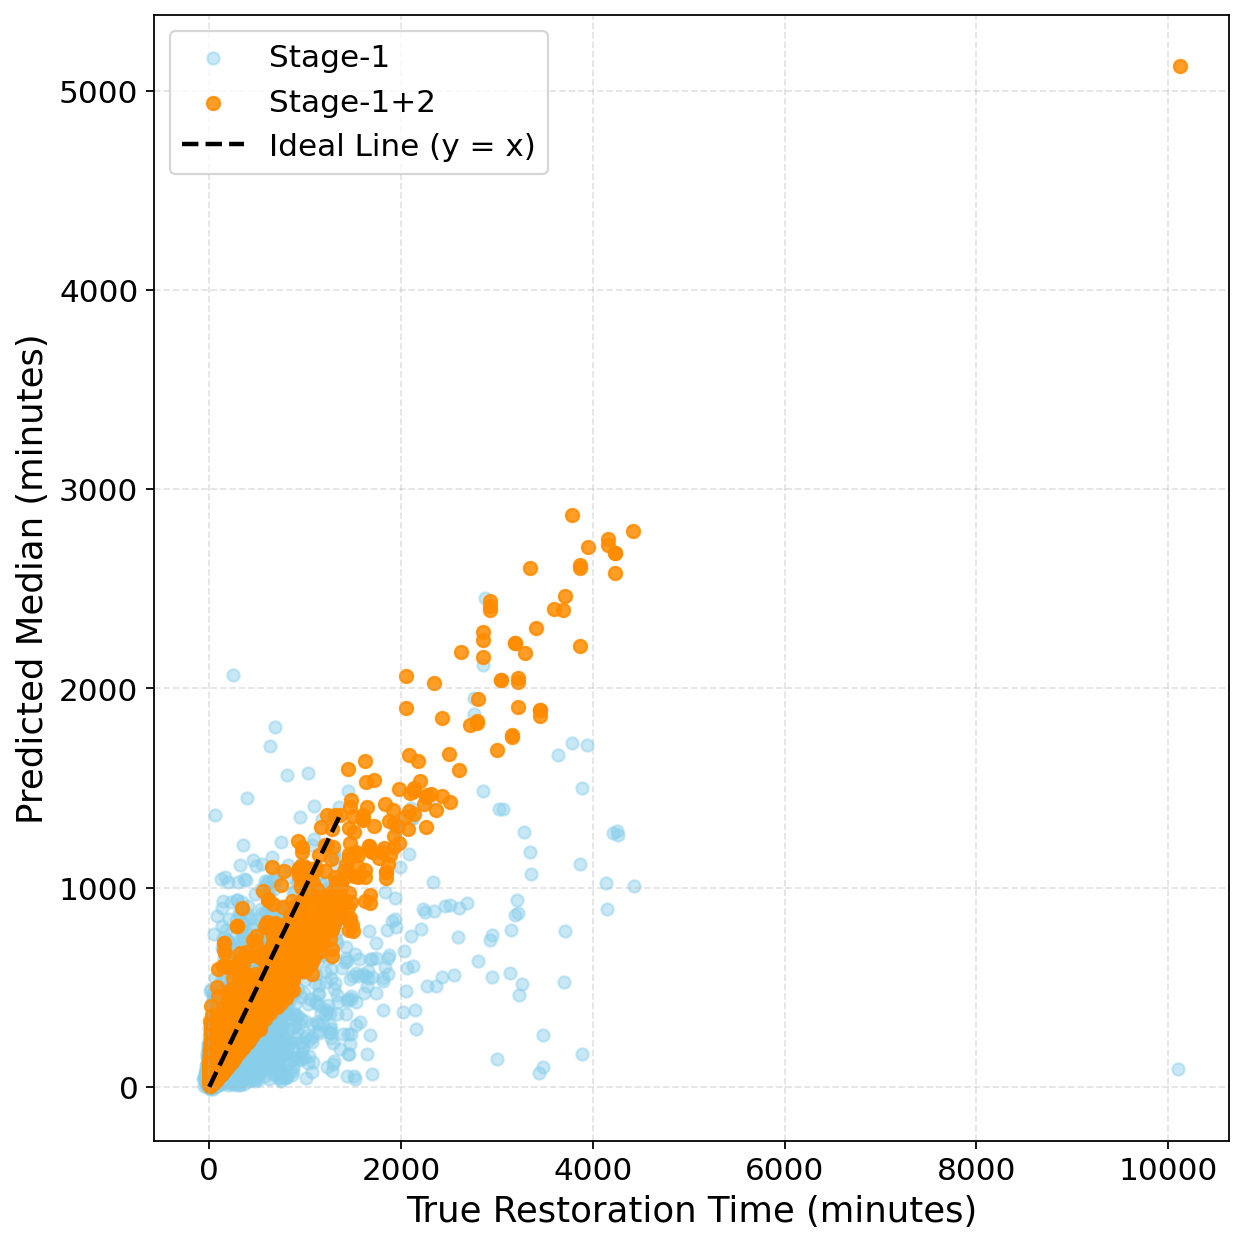 Stage-1
Stage-1+2
Ideal Line (y = x)
Predicted Median (minutes)
5000
4000
3000
2000
1000
0
0 2000 4000 6000 8000 10000
True Restoration Time (minutes)